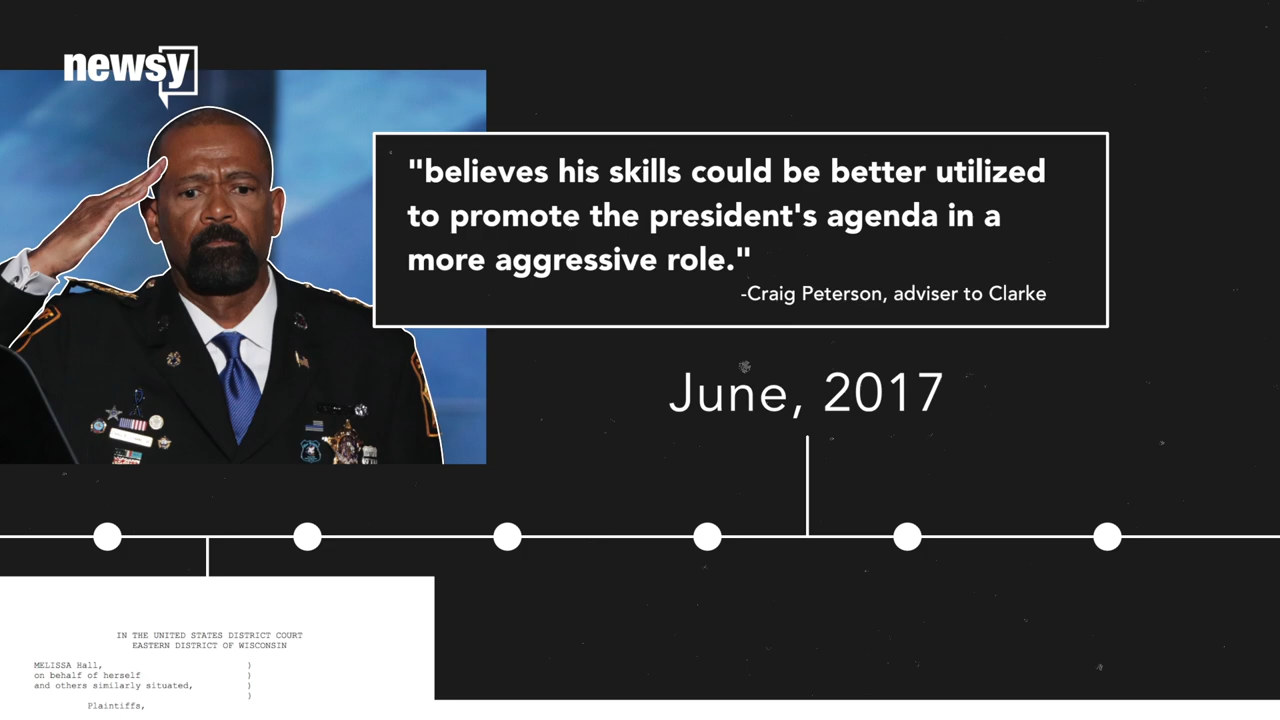 newsy
"believes his skills could be better utilized
to promote the president's agenda in a
more aggressive role."
-Craig Peterson, adviser to Clarke
June, 2017
IN THE UNITED STATES DISTRICT COURT
EASTERN DISTRICT OF WISCONSIN
MELISSA Hall, )
on behalf of herself )
and others similarly situated, )
)
Plaintiffs,